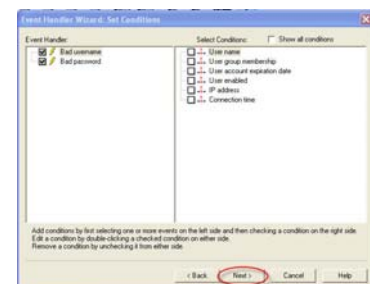 Event Handler Wizard: Set Conditions
Event Handler:
Select Conditions:
Show all conditions
Bad username
Bad password
User name
User group membership
User account expiration date
User enabled
IP address
Connection time
Add conditions by first selecting one or more events on the left side and then checking a condition on the right side.
Edit a condition by double-clicking a checked condition on either side.
Remove a condition by unchecking it from either side.
< Back
Next >
Cancel
Help